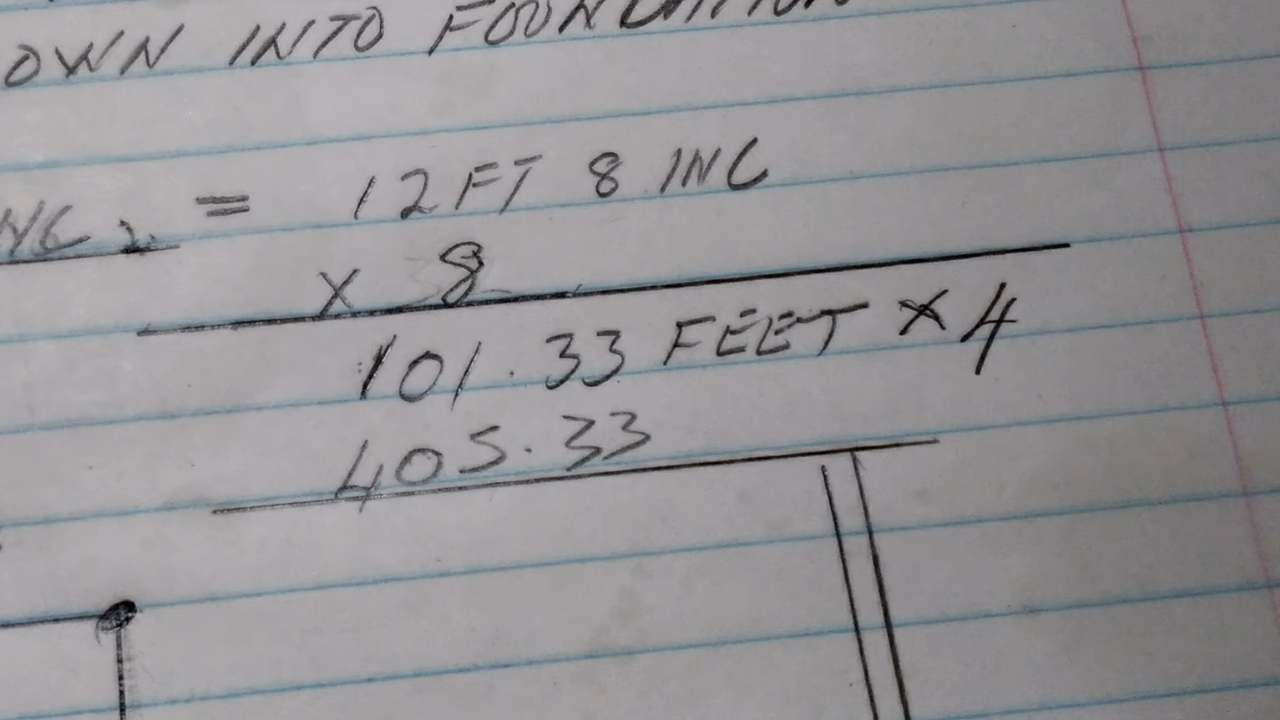 OWN INTO FOUNDATION
= 12FT 8 INC
x 8
101.33 FEET x 4
405.33